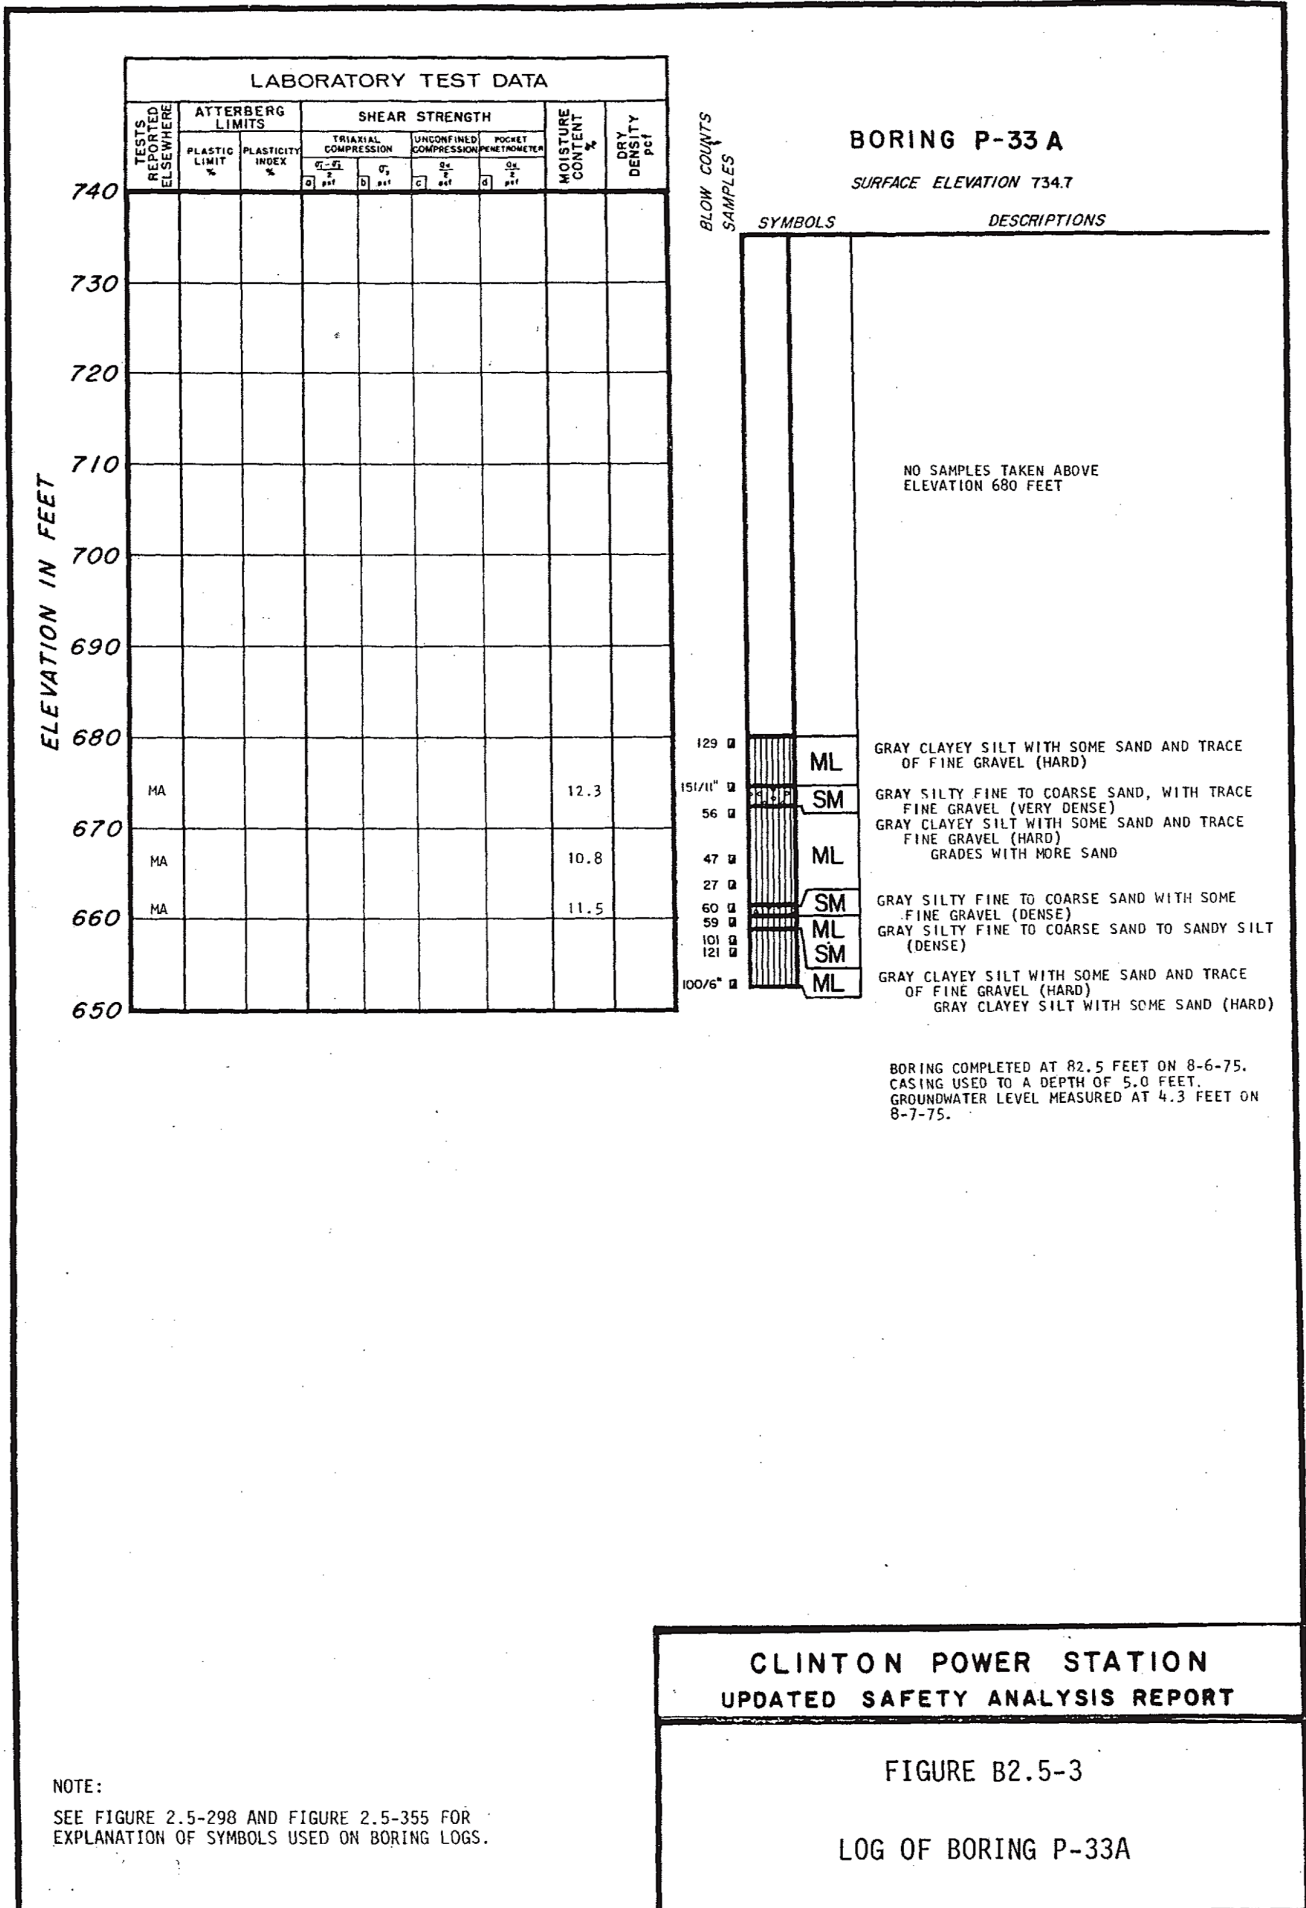 LABORATORY TEST DATA
TESTS
REPORTED
ELSEWHERE
ATTERBERG
LIMITS
PLASTIC
LIMIT
%
PLASTICITY
INDEX
%
SHEAR STRENGTH
TRIAXIAL
COMPRESSION
a
psf
b
psf
UNCONFINED
COMPRESSION
c
psf
POCKET
PENETROMETER
d
psf
MOISTURE
CONTENT
%
DRY
DENSITY
pcf
BLOW COUNTS
SAMPLES
BORING P-33 A
SURFACE ELEVATION 734.7
SYMBOLS
DESCRIPTIONS
ELEVATION IN FEET
740
730
720
710
700
690
680
670
660
650
MA 12.3
MA 10.8
MA 11.5
NO SAMPLES TAKEN ABOVE
ELEVATION 680 FEET
129
151/11"
56
47
27
60
59
101
121
100/6"
ML
SM
ML
SM
ML
SM
ML
GRAY CLAYEY SILT WITH SOME SAND AND TRACE
OF FINE GRAVEL (HARD)
GRAY SILTY FINE TO COARSE SAND, WITH TRACE
FINE GRAVEL (VERY DENSE)
GRAY CLAYEY SILT WITH SOME SAND AND TRACE
FINE GRAVEL (HARD)
GRADES WITH MORE SAND
GRAY SILTY FINE TO COARSE SAND WITH SOME
FINE GRAVEL (DENSE)
GRAY SILTY FINE TO COARSE SAND TO SANDY SILT
(DENSE)
GRAY CLAYEY SILT WITH SOME SAND AND TRACE
OF FINE GRAVEL (HARD)
GRAY CLAYEY SILT WITH SOME SAND (HARD)
BORING COMPLETED AT 82.5 FEET ON 8-6-75.
CASING USED TO A DEPTH OF 5.0 FEET.
GROUNDWATER LEVEL MEASURED AT 4.3 FEET ON
8-7-75.
CLINTON POWER STATION
UPDATED SAFETY ANALYSIS REPORT
FIGURE B2.5-3
LOG OF BORING P-33A
NOTE:
SEE FIGURE 2.5-298 AND FIGURE 2.5-355 FOR
EXPLANATION OF SYMBOLS USED ON BORING LOGS.